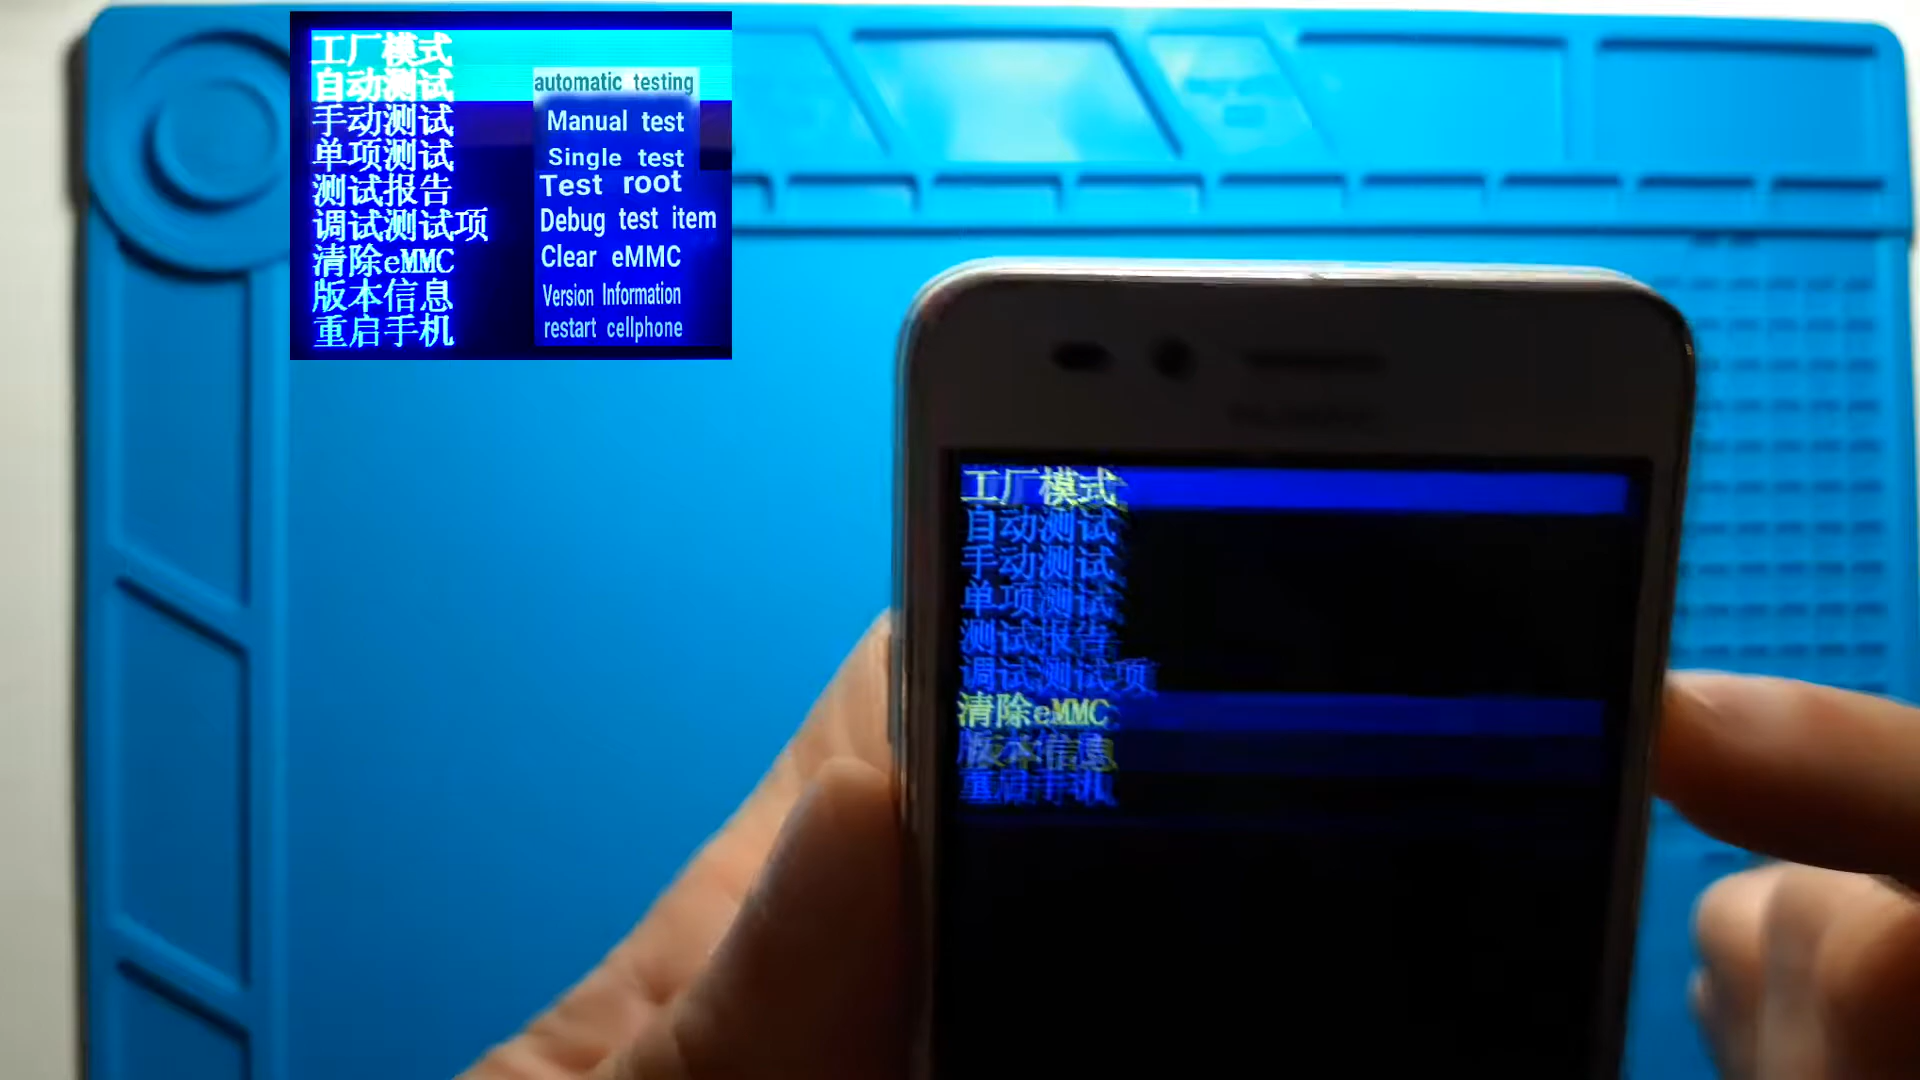 工厂模式
自动测试 automatic testing
手动测试 Manual test
单项测试 Single test
测试报告 Test root
调试测试项 Debug test item
清除eMMC Clear eMMC
版本信息 Version Information
重启手机 restart cellphone
工厂模式
自动测试
手动测试
单项测试
测试报告
调试测试项
清除eMMC
版本信息
重启手机